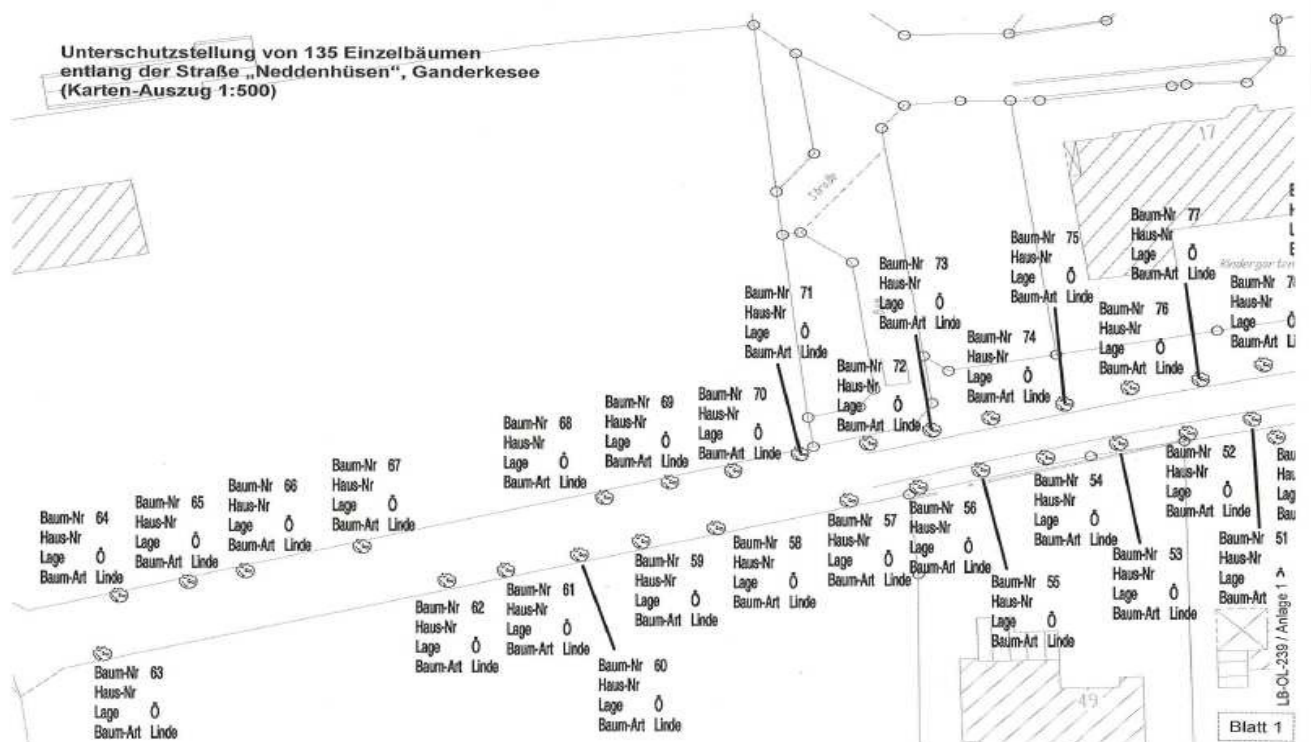 Unterschutzstellung von 135 Einzelbäumen
entlang der Straße „Neddenhüsen“, Ganderkesee
(Karten-Auszug 1:500)
17
Straße
Kindergarten
Baum-Nr 77
Haus-Nr
Lage Ö
Baum-Art Linde
Baum-Nr 75
Haus-Nr
Lage Ö
Baum-Art Linde
Baum-Nr 73
Haus-Nr
Lage Ö
Baum-Art Linde
Baum-Nr 71
Haus-Nr
Lage Ö
Baum-Art Linde
Baum-Nr
Haus-Nr
Lage Ö
Baum-Art
Baum-Nr 76
Haus-Nr
Lage Ö
Baum-Art Linde
Baum-Nr 74
Haus-Nr
Lage Ö
Baum-Art Linde
Baum-Nr 72
Haus-Nr
Lage Ö
Baum-Art Linde
Baum-Nr 70
Haus-Nr
Lage Ö
Baum-Art Linde
Baum-Nr 69
Haus-Nr
Lage Ö
Baum-Art Linde
Baum-Nr 68
Haus-Nr
Lage Ö
Baum-Art Linde
Baum-Nr 67
Haus-Nr
Lage Ö
Baum-Art Linde
Baum-Nr 66
Haus-Nr
Lage Ö
Baum-Art Linde
Baum-Nr 65
Haus-Nr
Lage Ö
Baum-Art Linde
Baum-Nr 64
Haus-Nr
Lage Ö
Baum-Art Linde
Baum-Nr 63
Haus-Nr
Lage Ö
Baum-Art Linde
Baum-Nr 62
Haus-Nr
Lage Ö
Baum-Art Linde
Baum-Nr 61
Haus-Nr
Lage Ö
Baum-Art Linde
Baum-Nr 60
Haus-Nr
Lage Ö
Baum-Art Linde
Baum-Nr 59
Haus-Nr
Lage Ö
Baum-Art Linde
Baum-Nr 58
Haus-Nr
Lage Ö
Baum-Art Linde
Baum-Nr 57
Haus-Nr
Lage Ö
Baum-Art Linde
Baum-Nr 56
Haus-Nr
Lage Ö
Baum-Art Linde
Baum-Nr 55
Haus-Nr
Lage Ö
Baum-Art Linde
Baum-Nr 54
Haus-Nr
Lage Ö
Baum-Art Linde
Baum-Nr 53
Haus-Nr
Lage Ö
Baum-Art Linde
Baum-Nr 52
Haus-Nr
Lage Ö
Baum-Art Linde
Baum-Nr 51
Haus-Nr
Lage
Baum-Art
49
LB-OL-239 / Anlage 1
Blatt 1